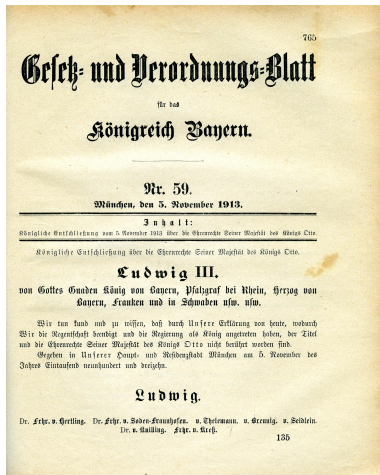 765
Gesetz- und Verordnungs-Blatt
für das
Königreich Bayern.
Nr. 59.
München, den 5. November 1913.
Inhalt:
Königliche Entschließung vom 5. November 1913 über die Ehrenrechte Seiner Majestät des Königs Otto.
Königliche Entschließung über die Ehrenrechte Seiner Majestät des Königs Otto.
Ludwig III.
von Gottes Gnaden König von Bayern, Pfalzgraf bei Rhein, Herzog von
Bayern, Franken und in Schwaben usw. usw.
Wir tun kund und zu wissen, daß durch Unsere Erklärung von heute, wodurch
Wir die Regentschaft beendigt und die Regierung als König angetreten haben, der Titel
und die Ehrenrechte Seiner Majestät des Königs Otto nicht berührt worden sind.
Gegeben in Unserer Haupt- und Residenzstadt München am 5. November des
Jahres Eintausend neunhundert und dreizehn.
Ludwig.
Dr. Frhr. v. Hertling. Dr. Frhr. v. Soden-Fraunhofen. v. Thelemann. v. Breunig. v. Seidlein.
Dr. v. Knilling. Frhr. v. Kreß.
135